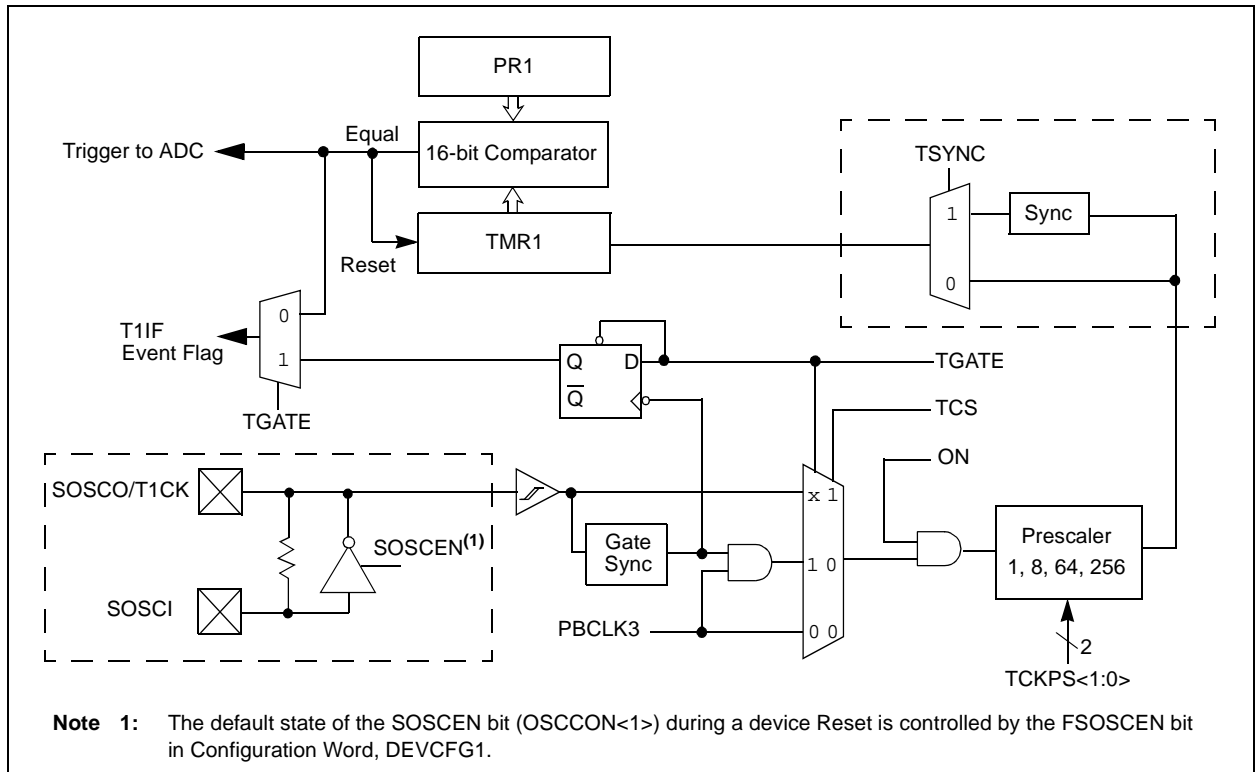 PR1
Equal
Trigger to ADC
16-bit Comparator
TSYNC
1
Sync
TMR1
Reset
0
0
T1IF
Event Flag
1
Q
D
TGATE
Q
TGATE
TCS
ON
SOSCO/T1CK
x 1
Prescaler
1, 8, 64, 256
SOSCEN(1)
Gate
Sync
1 0
SOSCI
PBCLK3
0 0
2
TCKPS<1:0>
Note 1: The default state of the SOSCEN bit (OSCCON<1>) during a device Reset is controlled by the FSOSCEN bit
in Configuration Word, DEVCFG1.